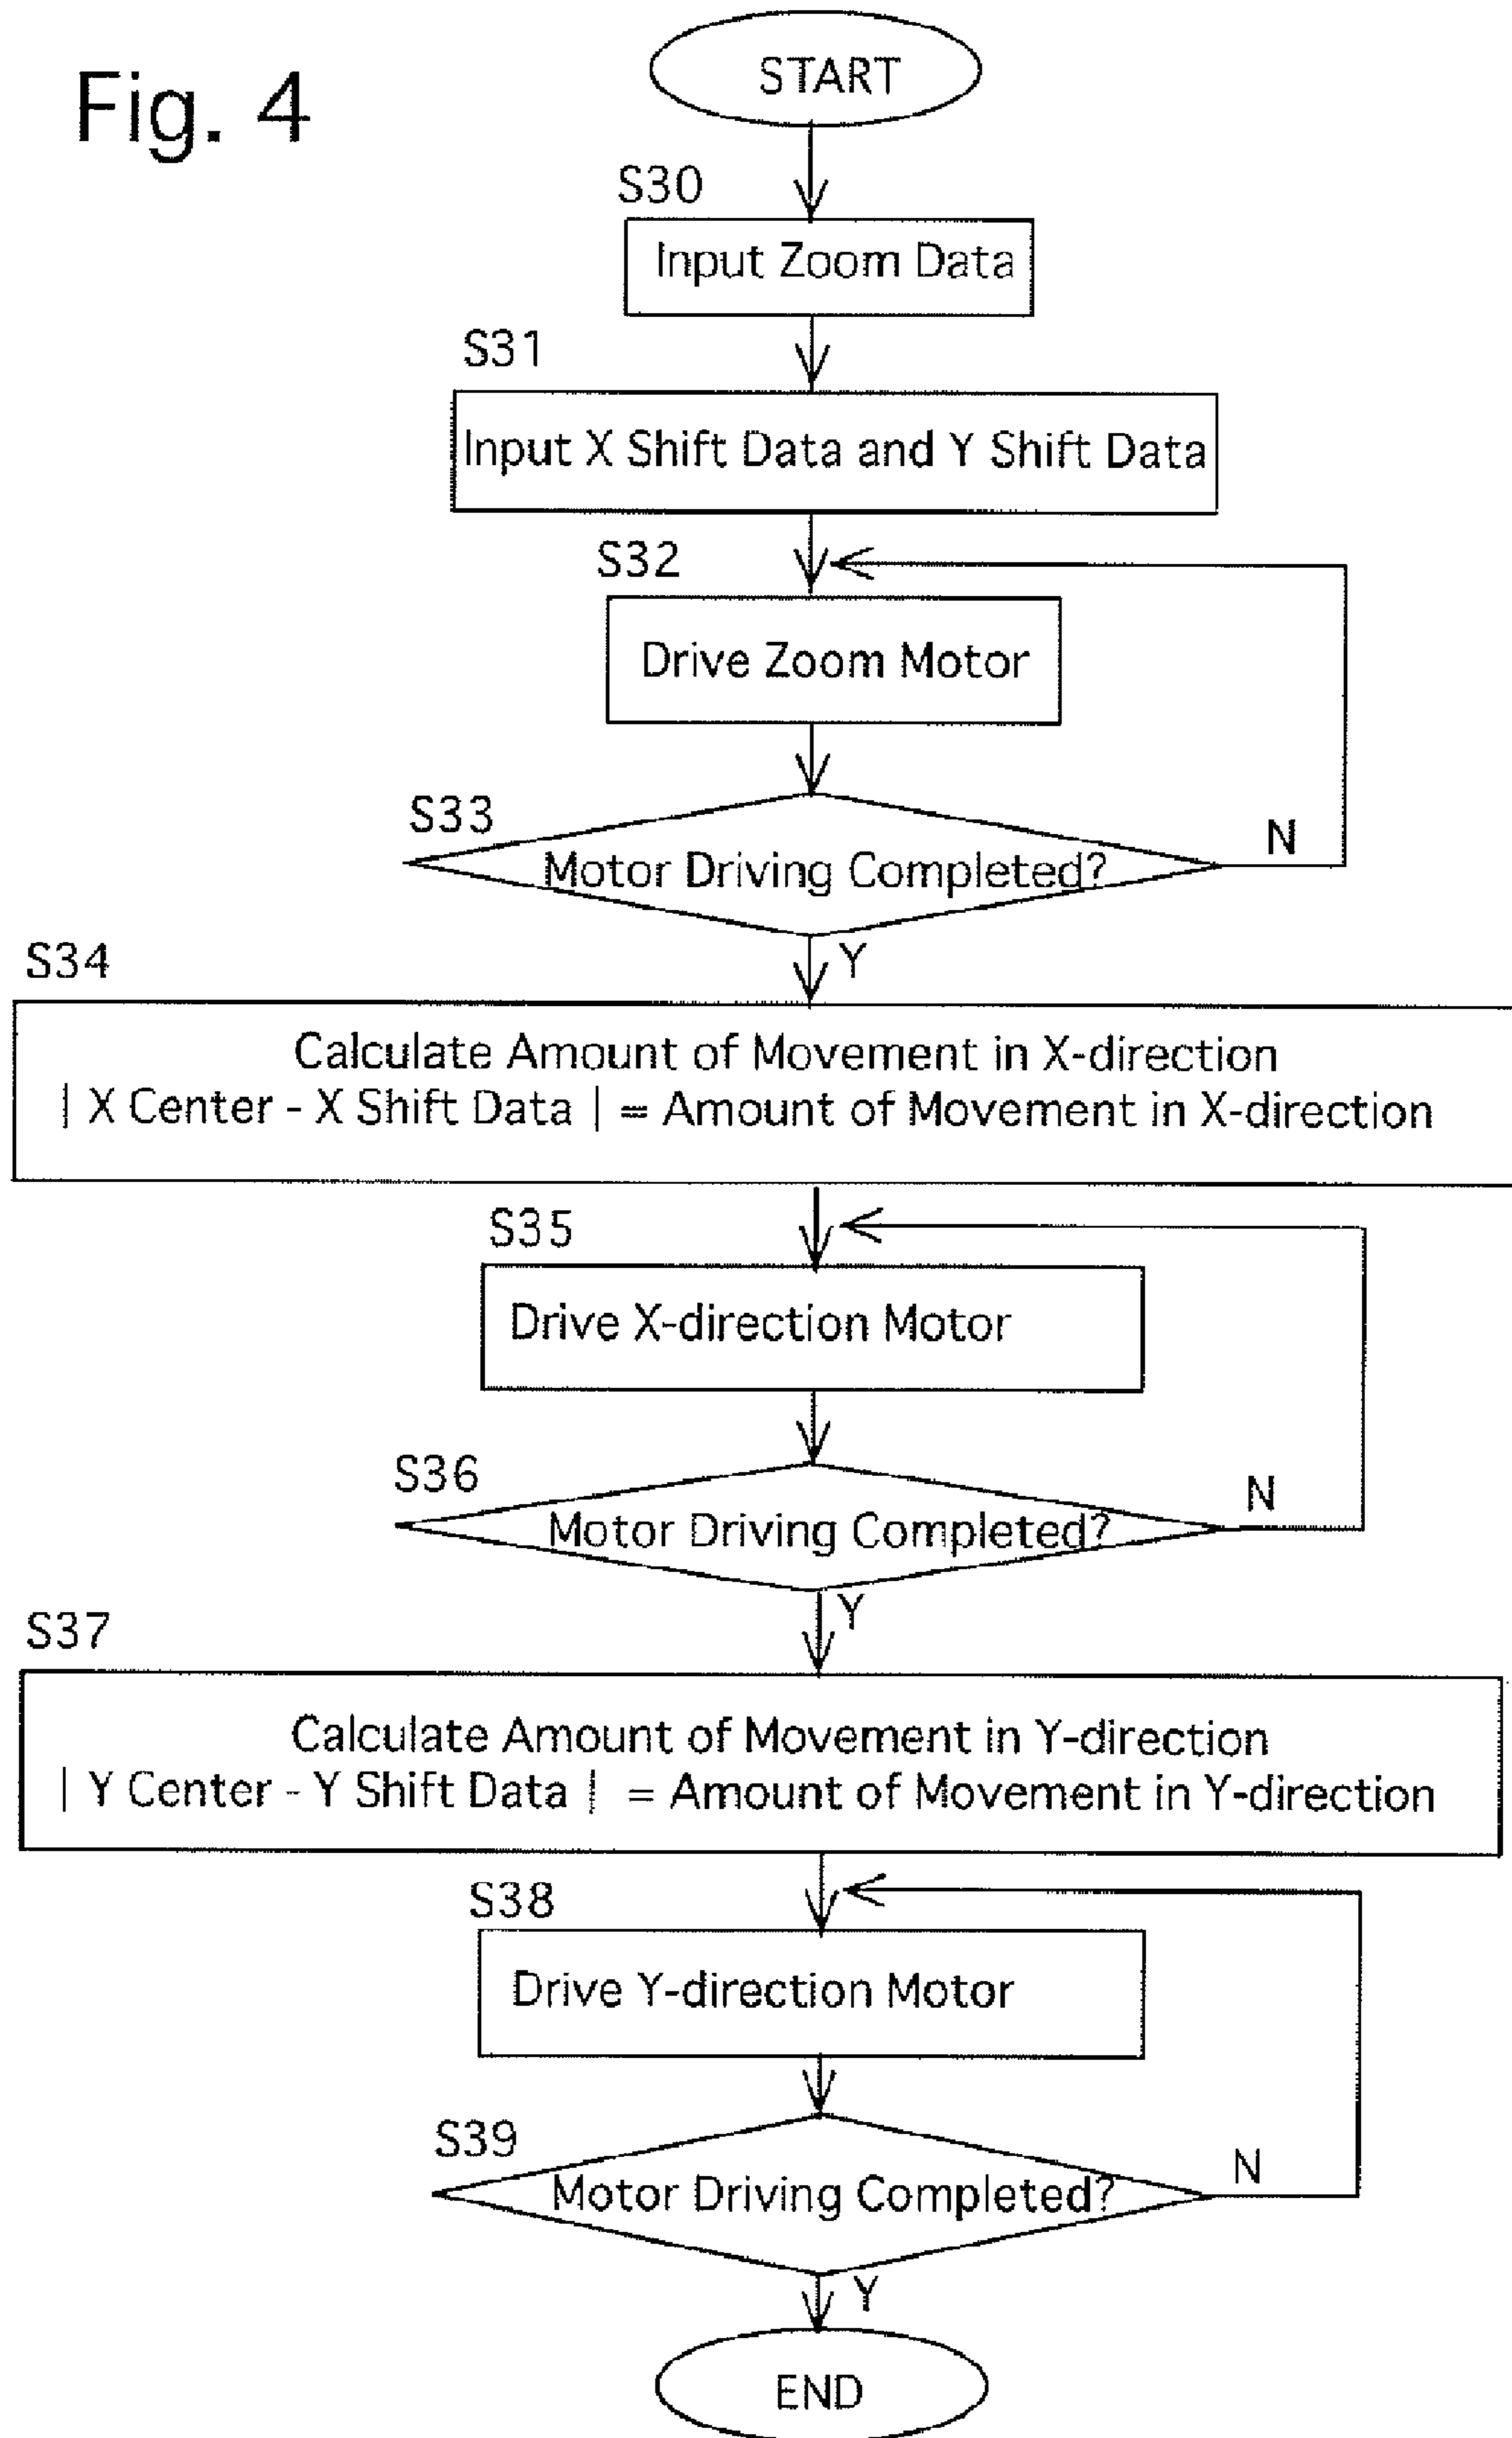 Fig. 4
START
S30
Input Zoom Data
S31
Input X Shift Data and Y Shift Data
S32
Drive Zoom Motor
S33
Motor Driving Completed?
N
Y
S34
Calculate Amount of Movement in X-direction
| X Center - X Shift Data | = Amount of Movement in X-direction
S35
Drive X-direction Motor
S36
Motor Driving Completed?
N
Y
S37
Calculate Amount of Movement in Y-direction
| Y Center - Y Shift Data | = Amount of Movement in Y-direction
S38
Drive Y-direction Motor
S39
Motor Driving Completed?
N
Y
END